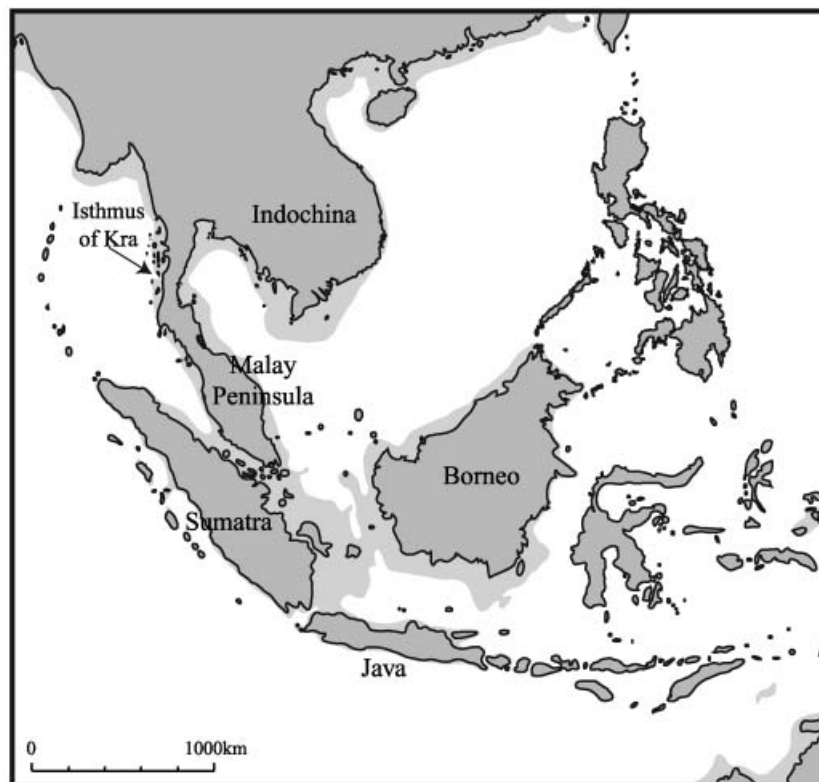 Indochina
Isthmus
of Kra
Malay
Peninsula
Borneo
Sumatra
Java
0 1000km